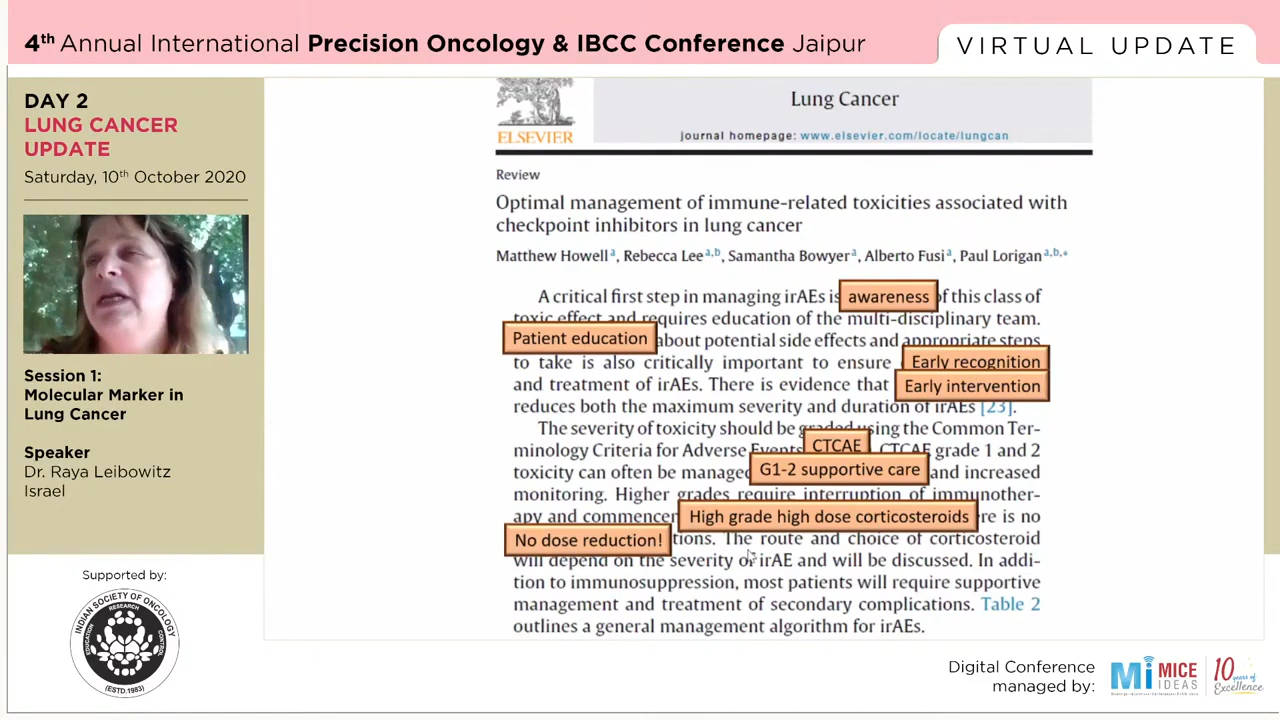 4th Annual International Precision Oncology & IBCC Conference Jaipur
VIRTUAL UPDATE
DAY 2
LUNG CANCER
UPDATE
Saturday, 10th October 2020
Session 1:
Molecular Marker in
Lung Cancer
Speaker
Dr. Raya Leibowitz
Israel
Supported by:
INDIAN SOCIETY OF ONCOLOGY
EDUCATION
RESEARCH
CONTROL
(ESTD.1983)
ELSEVIER
Lung Cancer
journal homepage: www.elsevier.com/locate/lungcan
Review
Optimal management of immune-related toxicities associated with
checkpoint inhibitors in lung cancer
Matthew Howell a, Rebecca Lee a,b, Samantha Bowyer a, Alberto Fusi a, Paul Lorigan a,b,*
A critical first step in managing irAEs is awareness of this class of
toxic effect and requires education of the multi-disciplinary team.
Patient education about potential side effects and appropriate steps
to take is also critically important to ensure Early recognition
and treatment of irAEs. There is evidence that Early intervention
reduces both the maximum severity and duration of irAEs [23].
The severity of toxicity should be graded using the Common Ter-
minology Criteria for Adverse Events CTCAE CTCAE grade 1 and 2
toxicity can often be managed G1-2 supportive care and increased
monitoring. Higher grades require interruption of immunother-
apy and commencer High grade high dose corticosteroids re is no
No dose reduction! tions. The route and choice of corticosteroid
will depend on the severity of irAE and will be discussed. In addi-
tion to immunosuppression, most patients will require supportive
management and treatment of secondary complications. Table 2
outlines a general management algorithm for irAEs.
Digital Conference
managed by:
Mi MICE
IDEAS
10 years of
Excellence